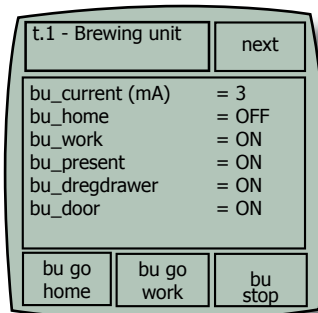 t.1 - Brewing unit
next
bu_current (mA) = 3
bu_home = OFF
bu_work = ON
bu_present = ON
bu_dregdrawer = ON
bu_door = ON
bu go
home
bu go
work
bu
stop